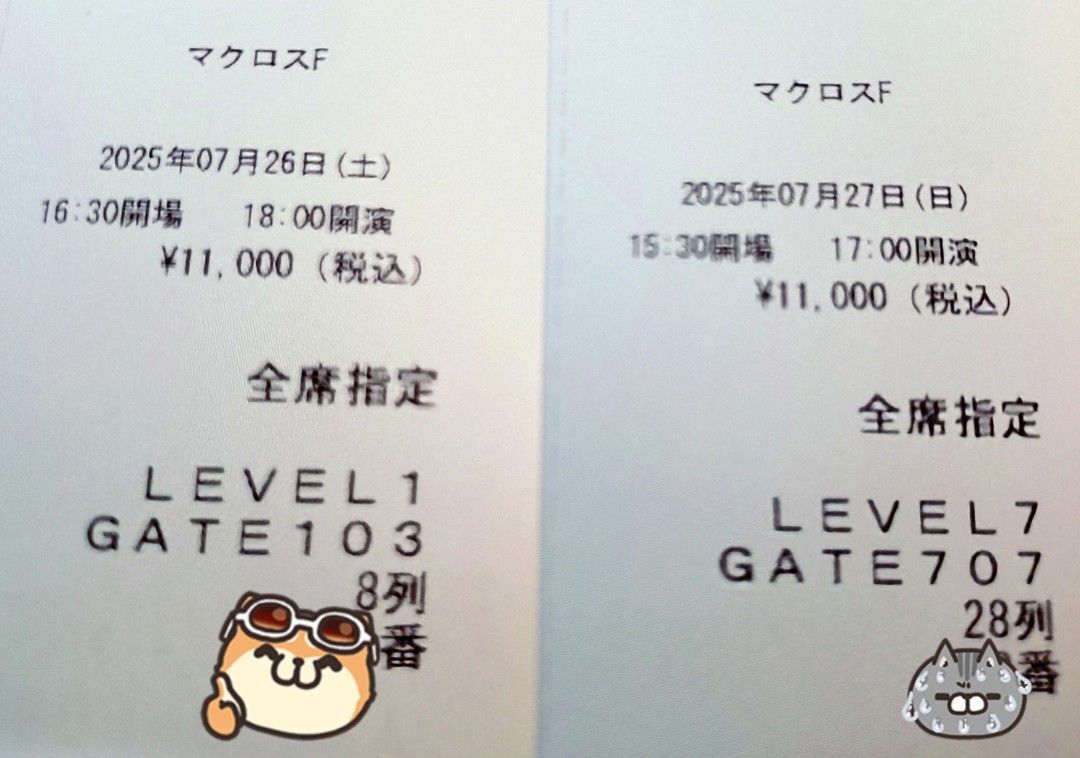 マクロスF
2025年07月26日(土)
16:30開場 18:00開演
¥11,000 (税込)
全席指定
LEVEL1
GATE103
8列
番
マクロスF
2025年07月27日(日)
15:30開場 17:00開演
¥11,000 (税込)
全席指定
LEVEL7
GATE707
28列
番